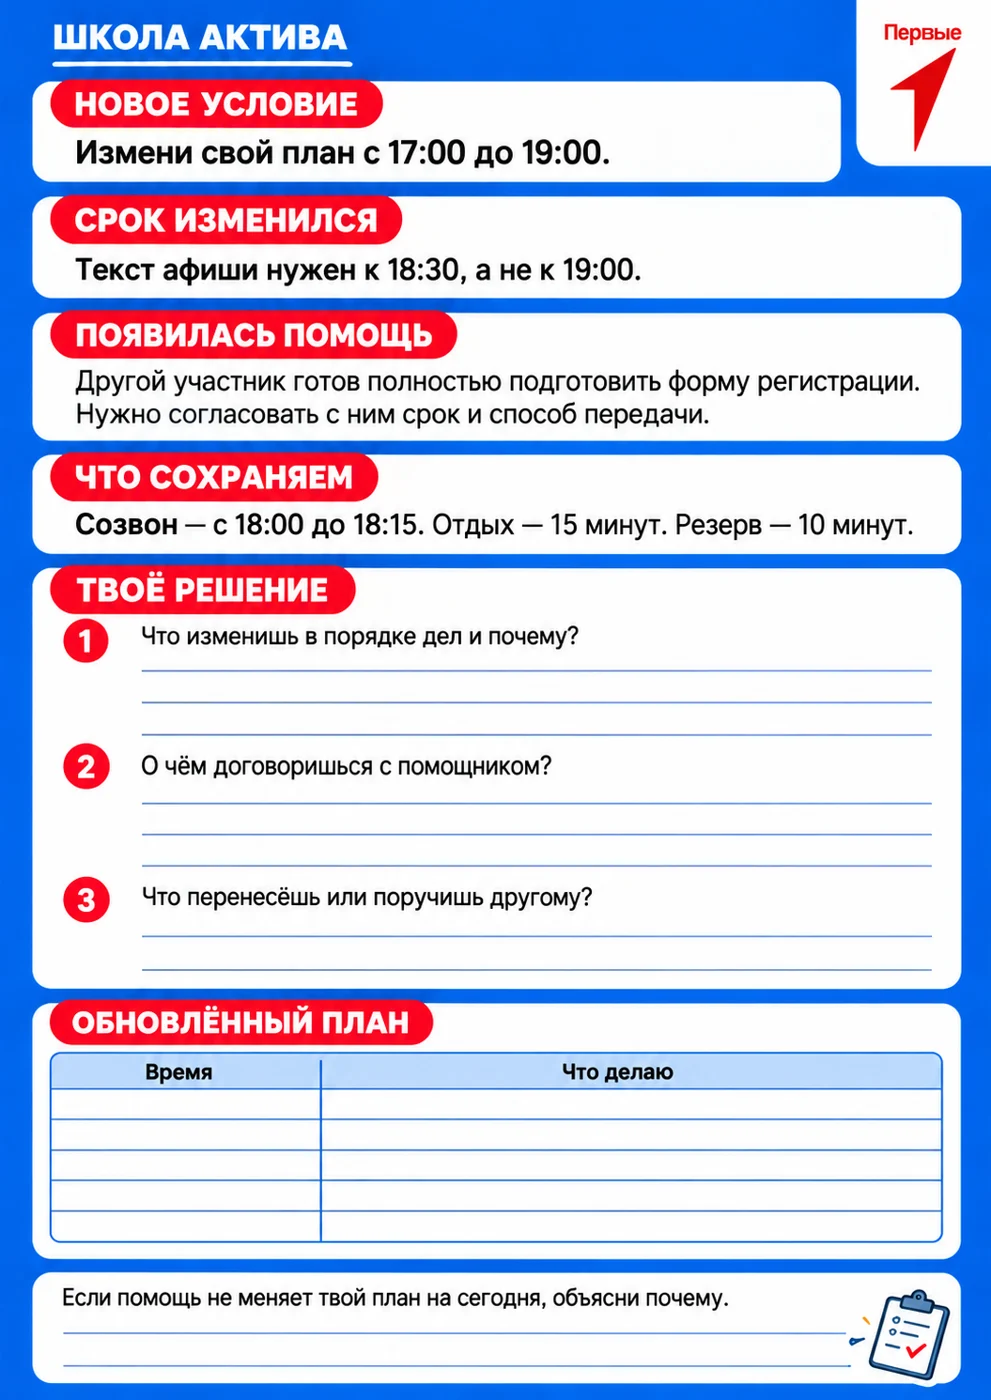 ШКОЛА АКТИВА
Первые
НОВОЕ УСЛОВИЕ
Измени свой план с 17:00 до 19:00.
СРОК ИЗМЕНИЛСЯ
Текст афиши нужен к 18:30, а не к 19:00.
ПОЯВИЛАСЬ ПОМОЩЬ
Другой участник готов полностью подготовить форму регистрации.
Нужно согласовать с ним срок и способ передачи.
ЧТО СОХРАНЯЕМ
Созвон — с 18:00 до 18:15. Отдых — 15 минут. Резерв — 10 минут.
ТВОЁ РЕШЕНИЕ
1 Что изменишь в порядке дел и почему?
2 О чём договоришься с помощником?
3 Что перенесёшь или поручишь другому?
ОБНОВЛЁННЫЙ ПЛАН
Время Что делаю
Если помощь не меняет твой план на сегодня, объясни почему.